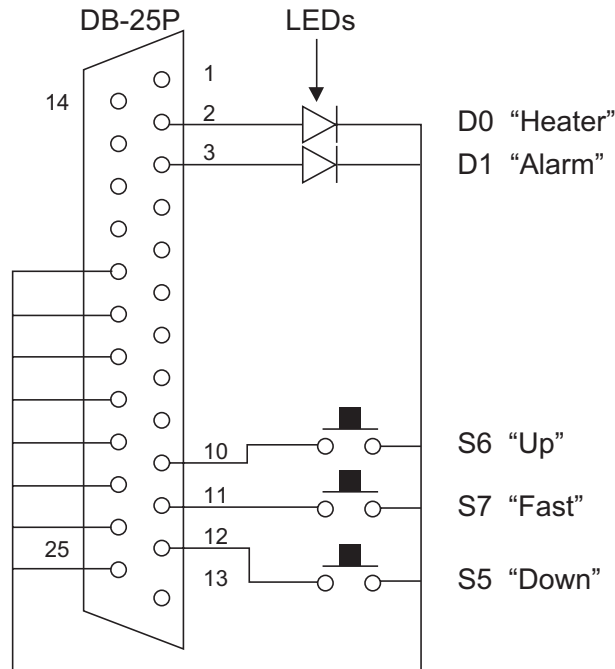 DB-25P
LEDs
1
14
2
D0 “Heater”
3
D1 “Alarm”
10
S6 “Up”
11
S7 “Fast”
12
25
13
S5 “Down”